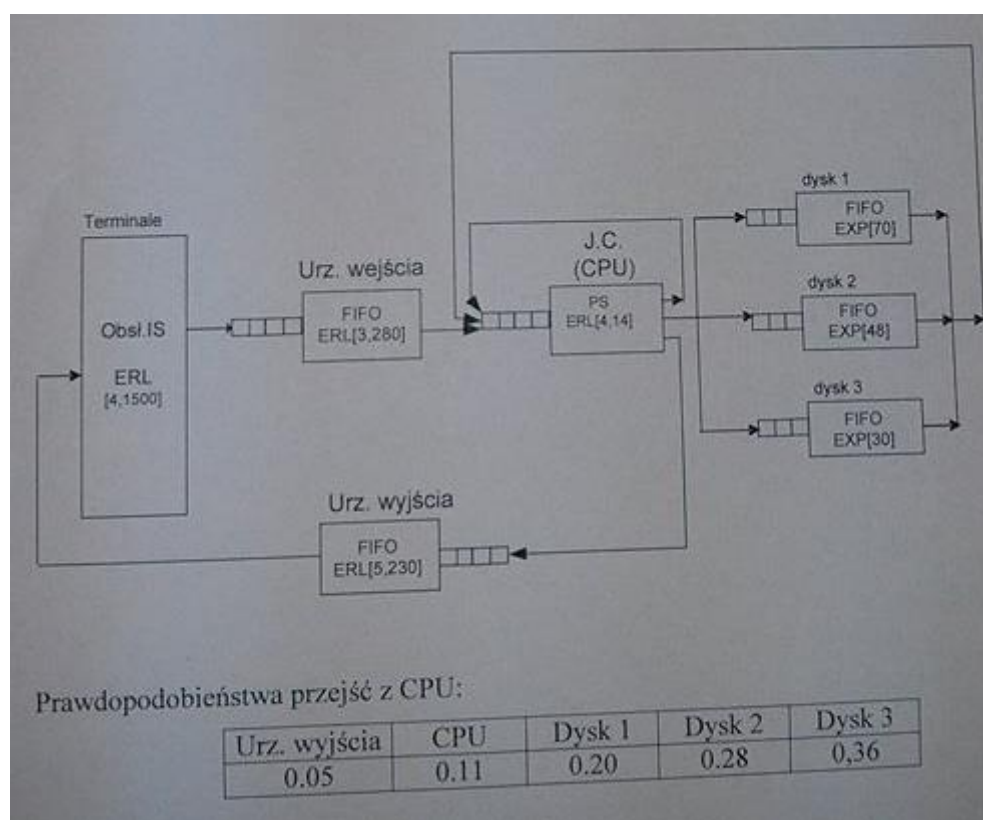 dysk 1
FIFO
EXP[70]
Terminale
J.C.
(CPU)
Urz. wejścia
dysk 2
PS
ERL[4,14]
FIFO
EXP[48]
FIFO
ERL[3,280]
Obsł.IS
ERL
[4,1500]
dysk 3
FIFO
EXP[30]
Urz. wyjścia
FIFO
ERL[5,230]
Prawdopodobieństwa przejść z CPU:
Urz. wyjścia CPU Dysk 1 Dysk 2 Dysk 3
0.05 0.11 0.20 0.28 0,36